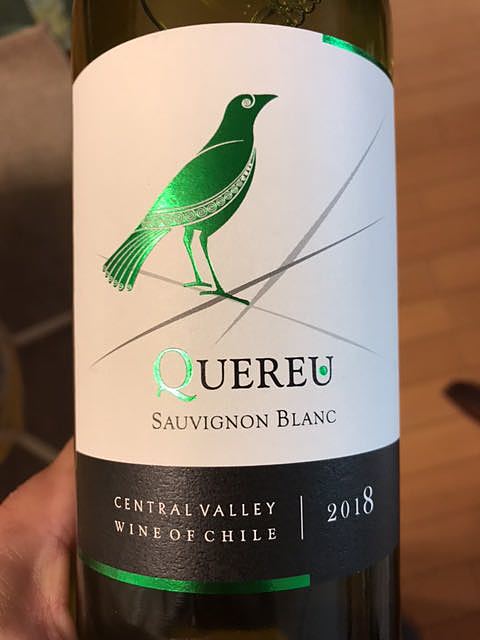 QUEREU
SAUVIGNON BLANC
CENTRAL VALLEY
WINE OF CHILE
2018